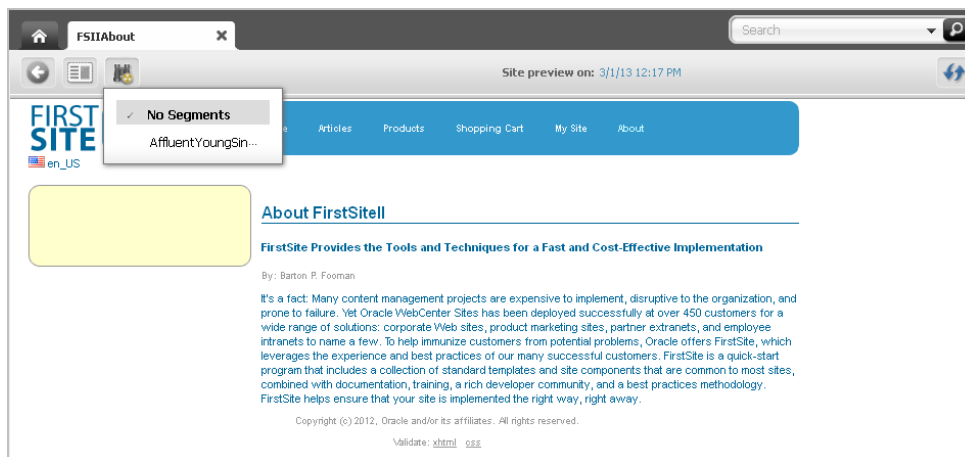 FSIIAbout
Search
Site preview on: 3/1/13 12:17 PM
No Segments
AffluentYoungSin...
FIRST
SITE
Articles Products Shopping Cart My Site About
en_US
About FirstSiteII
FirstSite Provides the Tools and Techniques for a Fast and Cost-Effective Implementation
By: Barton P. Fooman
It's a fact: Many content management projects are expensive to implement, disruptive to the organization, and
prone to failure. Yet Oracle WebCenter Sites has been deployed successfully at over 450 customers for a
wide range of solutions: corporate Web sites, product marketing sites, partner extranets, and employee
intranets to name a few. To help immunize customers from potential problems, Oracle offers FirstSite, which
leverages the experience and best practices of our many successful customers. FirstSite is a quick-start
program that includes a collection of standard templates and site components that are common to most sites,
combined with documentation, training, a rich developer community, and a best practices methodology.
FirstSite helps ensure that your site is implemented the right way, right away.
Copyright (c) 2012, Oracle and/or its affiliates. All rights reserved.
Validate: xhtml css